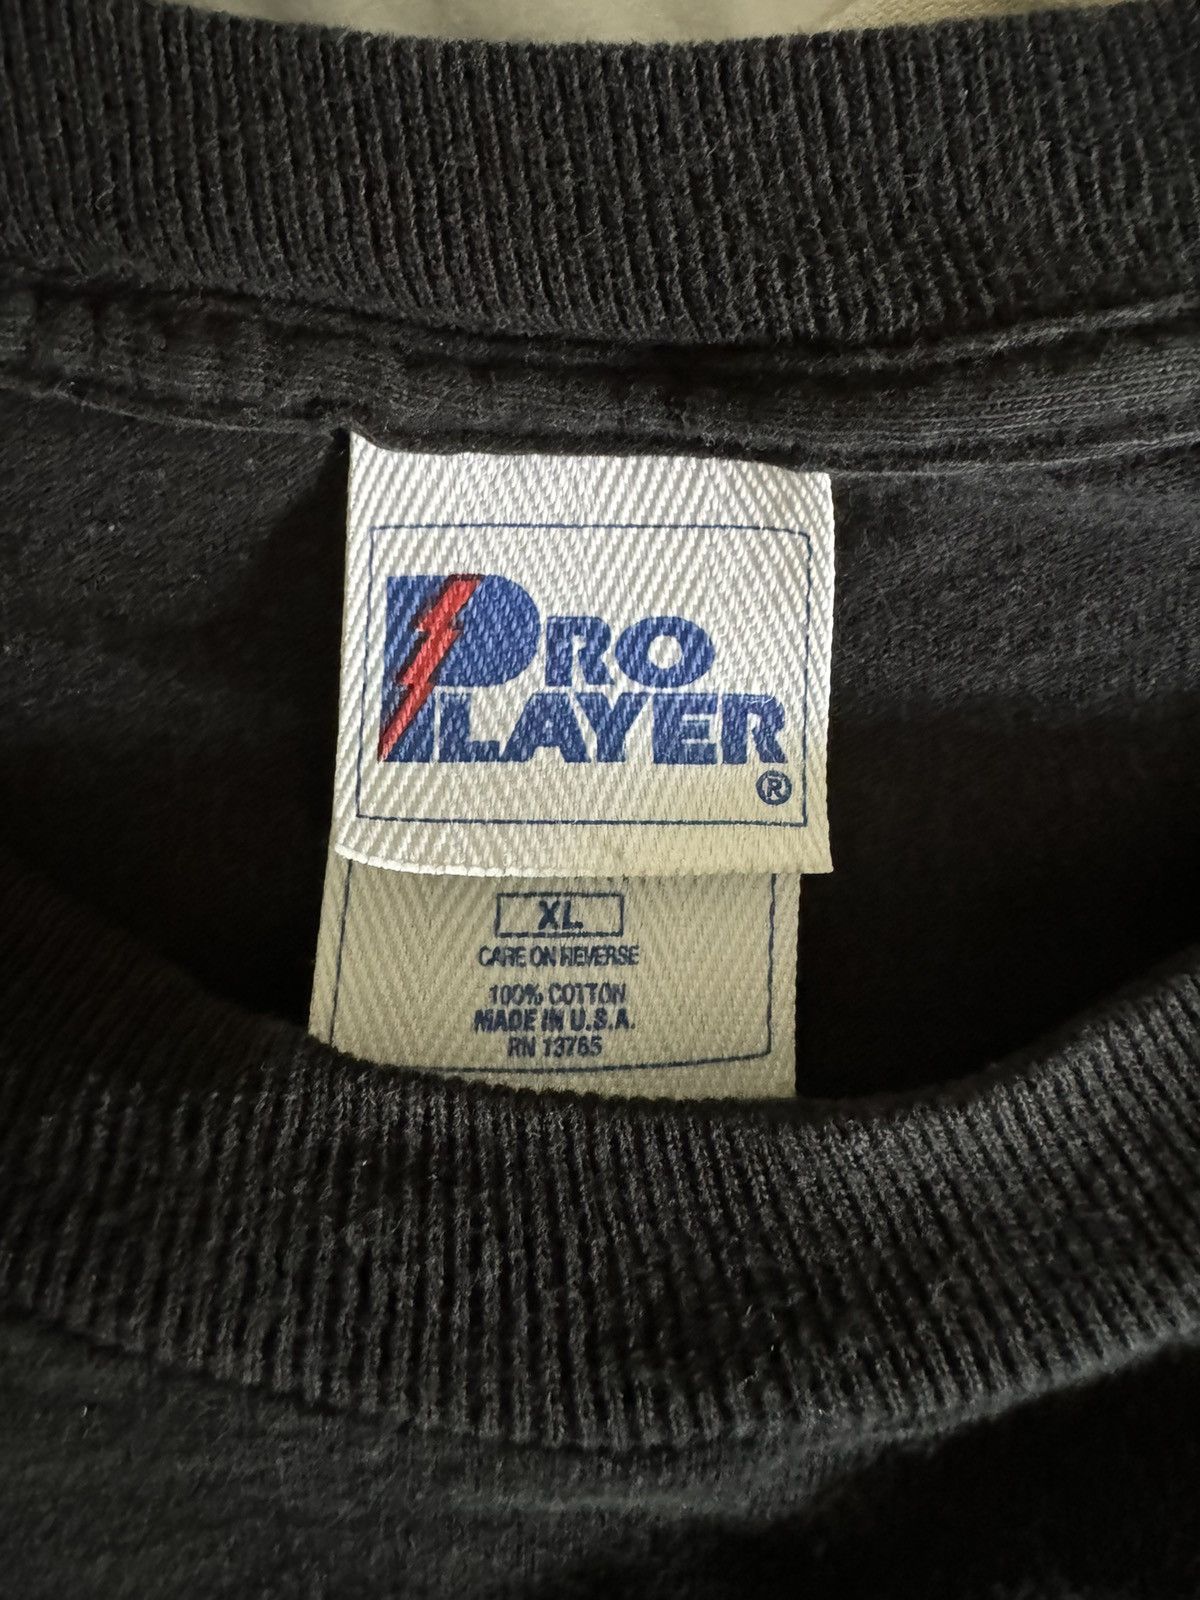 PRO
PLAYER
®
XL
CARE ON REVERSE
100% COTTON
MADE IN U.S.A.
RN 13765